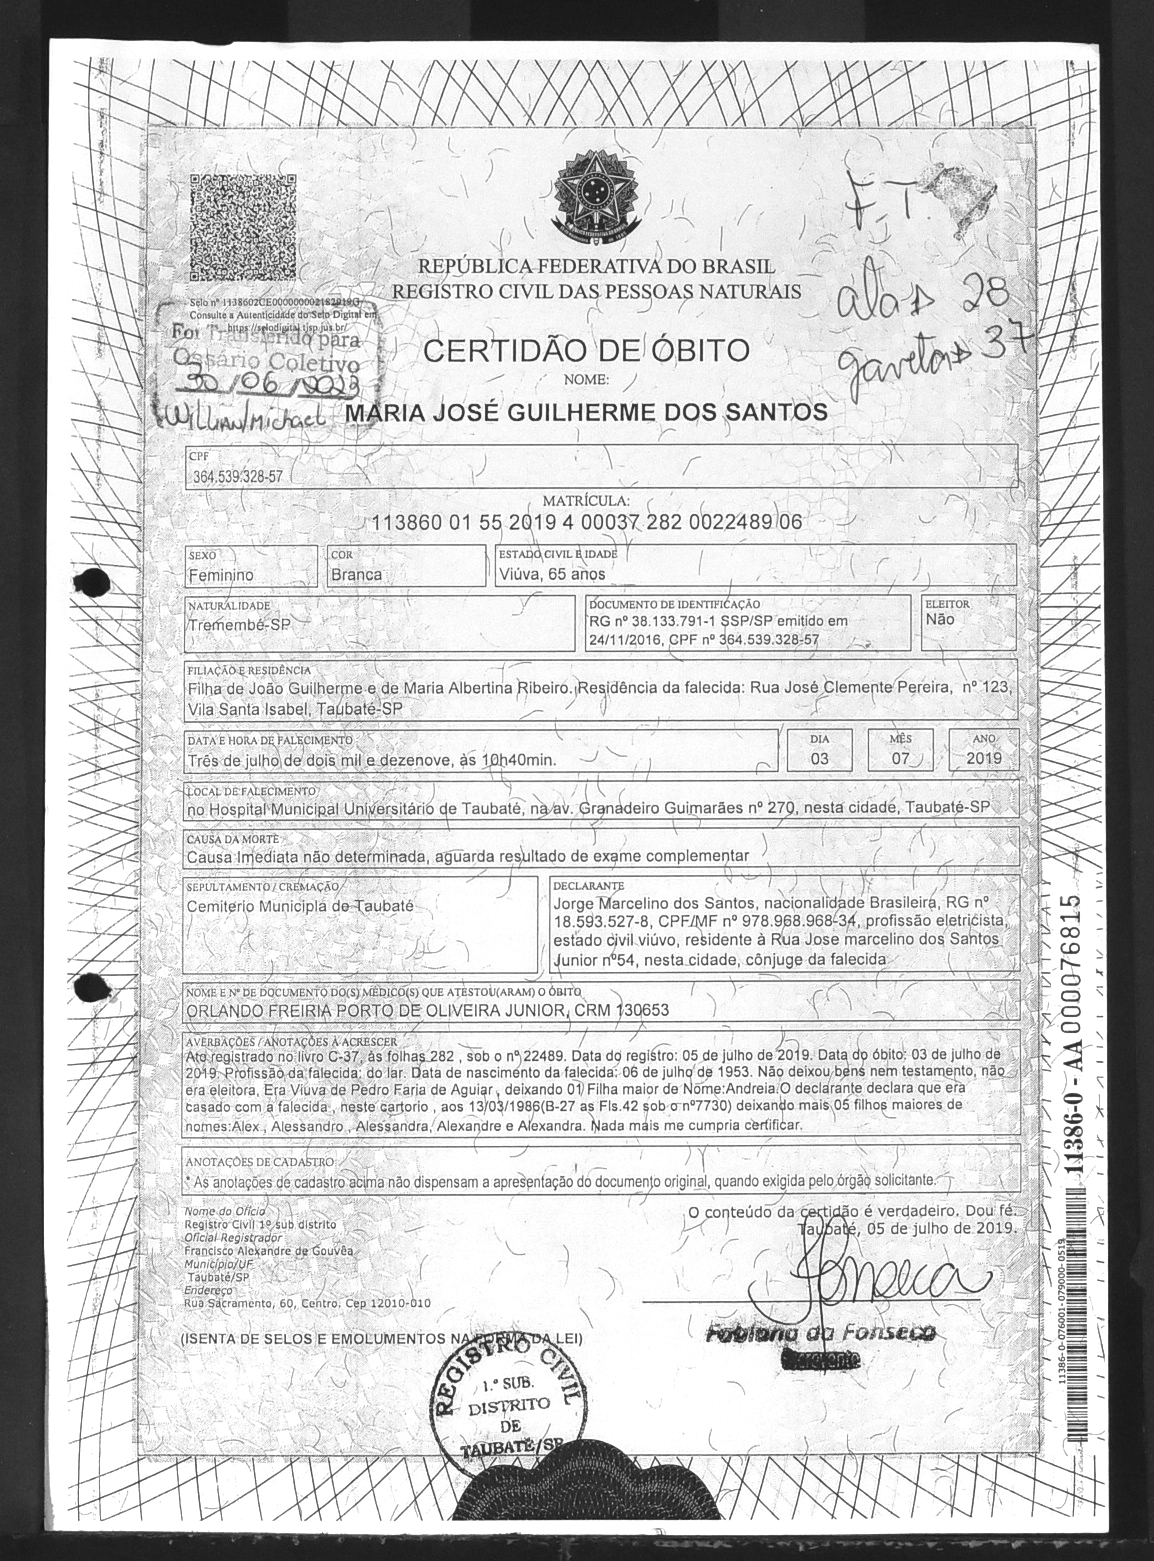 F.T.
REPÚBLICA FEDERATIVA DO BRASIL
REGISTRO CIVIL DAS PESSOAS NATURAIS
Selo nº 1138602CE000000002182919G
Consulte a Autenticidade do Selo Digital em
https://selodigital.tjsp.jus.br/
Foi Transferido para
Ossário Coletivo
30/06/2023
Willian/Michael
ala 28
gaveta 37
CERTIDÃO DE ÓBITO
NOME:
MARIA JOSÉ GUILHERME DOS SANTOS
CPF
364.539.328-57
MATRÍCULA:
113860 01 55 2019 4 00037 282 0022489 06
SEXO
Feminino
COR
Branca
ESTADO CIVIL E IDADE
Viúva, 65 anos
NATURALIDADE
Tremembé-SP
DOCUMENTO DE IDENTIFICAÇÃO
RG nº 38.133.791-1 SSP/SP emitido em
24/11/2016, CPF nº 364.539.328-57
ELEITOR
Não
FILIAÇÃO E RESIDÊNCIA
Filha de João Guilherme e de Maria Albertina Ribeiro. Residência da falecida: Rua José Clemente Pereira, nº 123,
Vila Santa Isabel, Taubaté-SP
DATA E HORA DE FALECIMENTO
Três de julho de dois mil e dezenove, às 10h40min.
DIA
03
MÊS
07
ANO
2019
LOCAL DE FALECIMENTO
no Hospital Municipal Universitário de Taubaté, na av. Granadeiro Guimarães nº 270, nesta cidade, Taubaté-SP
CAUSA DA MORTE
Causa Imediata não determinada, aguarda resultado de exame complementar
SEPULTAMENTO / CREMAÇÃO
Cemiterio Municipla de Taubaté
DECLARANTE
Jorge Marcelino dos Santos, nacionalidade Brasileira, RG nº
18.593.527-8, CPF/MF nº 978.968.968-34, profissão eletricista,
estado civil viúvo, residente à Rua Jose marcelino dos Santos
Junior nº54, nesta cidade, cônjuge da falecida
NOME E Nº DE DOCUMENTO DO(S) MÉDICO(S) QUE ATESTOU(ARAM) O ÓBITO
ORLANDO FREIRIA PORTO DE OLIVEIRA JUNIOR, CRM 130653
AVERBAÇÕES / ANOTAÇÕES À ACRESCER
Ato registrado no livro C-37, às folhas 282 , sob o nº 22489. Data do registro: 05 de julho de 2019. Data do óbito: 03 de julho de
2019. Profissão da falecida: do lar. Data de nascimento da falecida: 06 de julho de 1953. Não deixou bens nem testamento, não
era eleitora, Era Viuva de Pedro Faria de Aguiar , deixando 01 Filha maior de Nome:Andreia.O declarante declara que era
casado com a falecida , neste cartorio , aos 13/03/1986(B-27 as Fls.42 sob o nº7730) deixando mais 05 filhos maiores de
nomes:Alex , Alessandro , Alessandra, Alexandre e Alexandra. Nada mais me cumpria certificar.
ANOTAÇÕES DE CADASTRO
* As anotações de cadastro acima não dispensam a apresentação do documento original, quando exigida pelo órgão solicitante.
Nome do Ofício
Registro Civil 1º sub distrito
Oficial Registrador
Francisco Alexandre de Gouvêa
Município/UF
Taubaté/SP
Endereço
Rua Sacramento, 60, Centro. Cep 12010-010
O conteúdo da certidão é verdadeiro. Dou fé.
Taubaté, 05 de julho de 2019.
Fonseca
Fabiana da Fonseca
(ISENTA DE SELOS E EMOLUMENTOS NA FORMA DA LEI)
REGISTRO CIVIL
1.º SUB.
DISTRITO
DE
TAUBATÉ/SP
11386-0 - AA 000076815
11386-0-076001-079000-0519